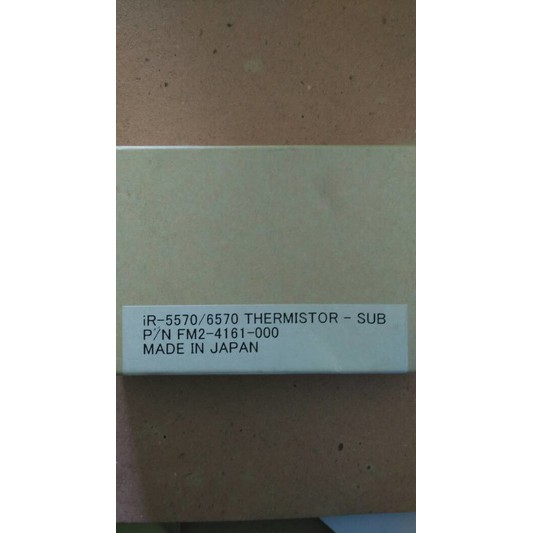 iR-5570/6570 THERMISTOR - SUB
P/N FM2-4161-000
MADE IN JAPAN